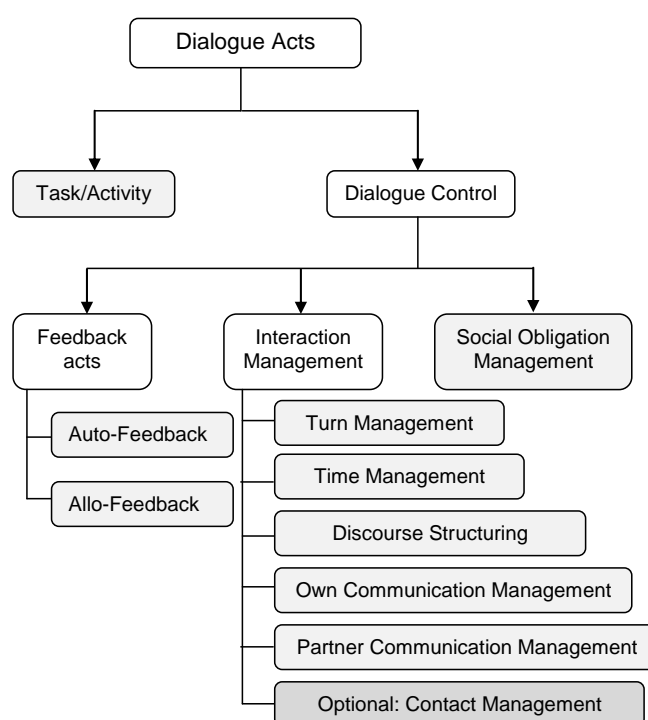 Dialogue Acts
Task/Activity
Dialogue Control
Feedback
acts
Interaction
Management
Social Obligation
Management
Auto-Feedback
Allo-Feedback
Turn Management
Time Management
Discourse Structuring
Own Communication Management
Partner Communication Management
Optional: Contact Management